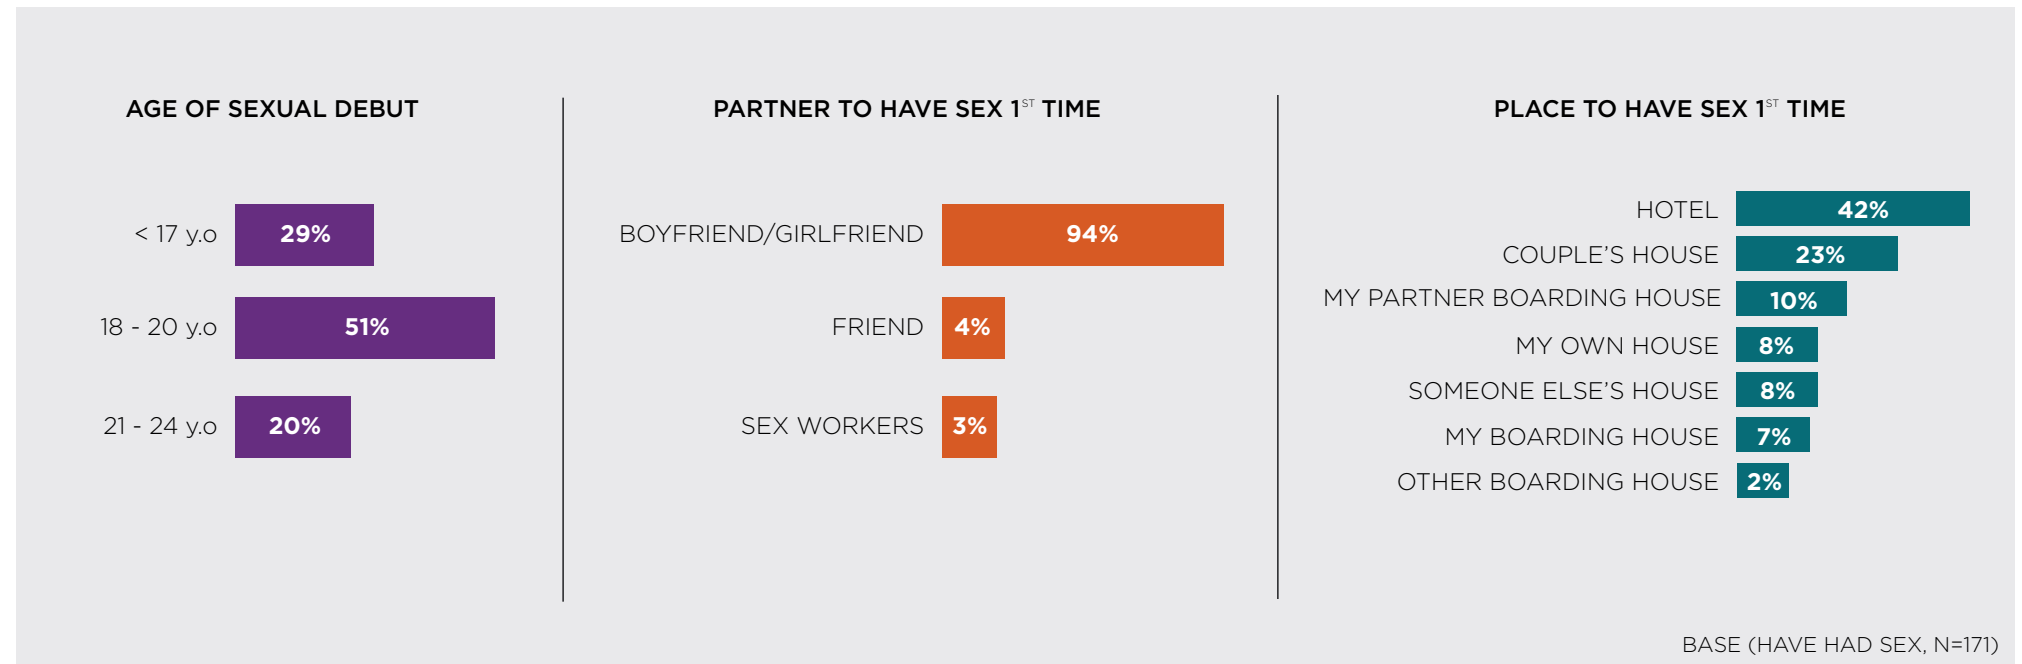 AGE OF SEXUAL DEBUT
< 17 y.o 29%
18 - 20 y.o 51%
21 - 24 y.o 20%
PARTNER TO HAVE SEX 1ST TIME
BOYFRIEND/GIRLFRIEND 94%
FRIEND 4%
SEX WORKERS 3%
PLACE TO HAVE SEX 1ST TIME
HOTEL 42%
COUPLE'S HOUSE 23%
MY PARTNER BOARDING HOUSE 10%
MY OWN HOUSE 8%
SOMEONE ELSE'S HOUSE 8%
MY BOARDING HOUSE 7%
OTHER BOARDING HOUSE 2%
BASE (HAVE HAD SEX, N=171)